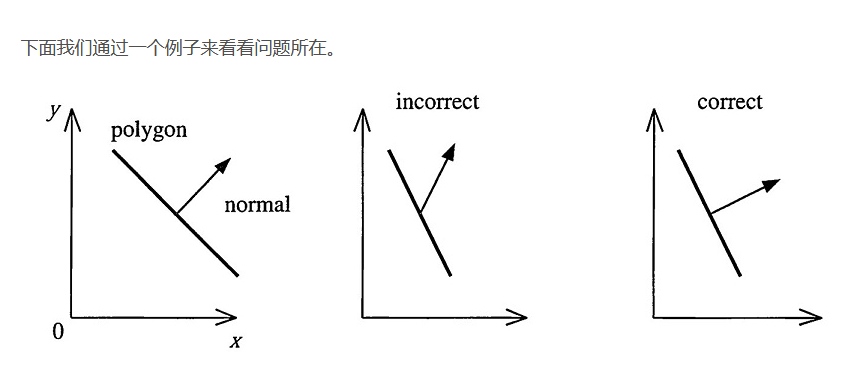 下面我们通过一个例子来看看问题所在。
incorrect
correct
y
polygon
normal
0
x